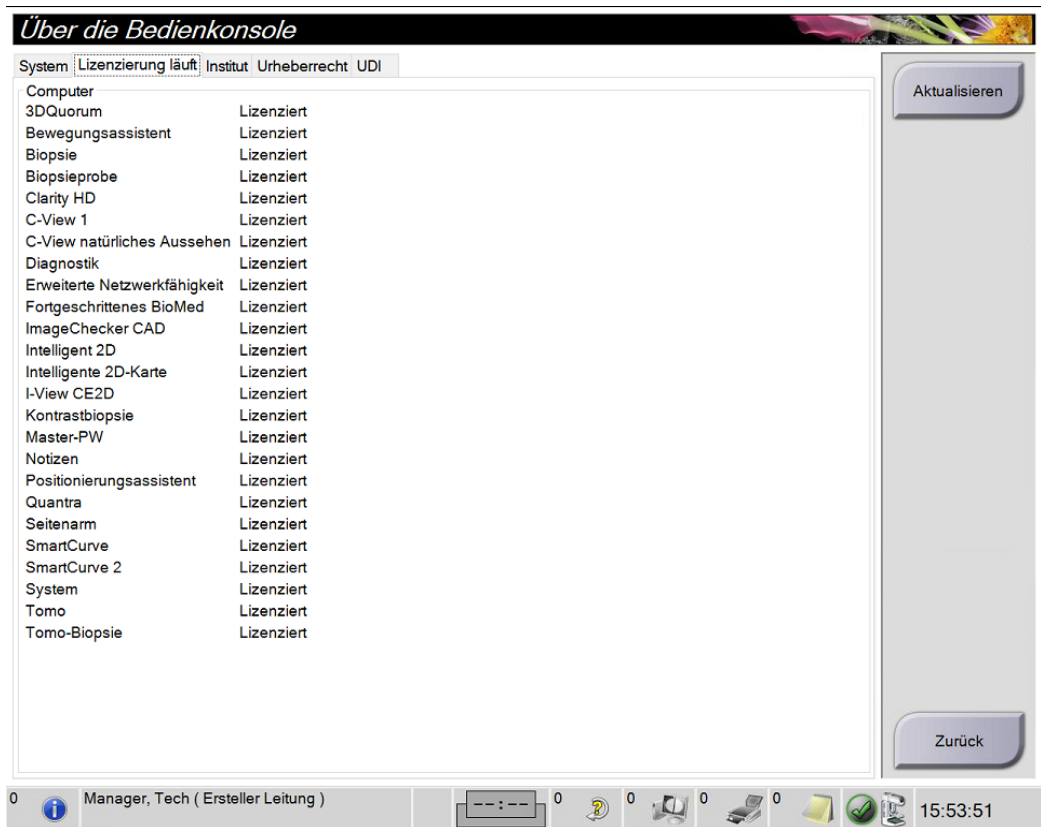 Über die Bedienkonsole
System Lizenzierung läuft Institut Urheberrecht UDI
Aktualisieren
Computer
3DQuorum Lizenziert
Bewegungsassistent Lizenziert
Biopsie Lizenziert
Biopsieprobe Lizenziert
Clarity HD Lizenziert
C-View 1 Lizenziert
C-View natürliches Aussehen Lizenziert
Diagnostik Lizenziert
Erweiterte Netzwerkfähigkeit Lizenziert
Fortgeschrittenes BioMed Lizenziert
ImageChecker CAD Lizenziert
Intelligent 2D Lizenziert
Intelligente 2D-Karte Lizenziert
I-View CE2D Lizenziert
Kontrastbiopsie Lizenziert
Master-PW Lizenziert
Notizen Lizenziert
Positionierungsassistent Lizenziert
Quantra Lizenziert
Seitenarm Lizenziert
SmartCurve Lizenziert
SmartCurve 2 Lizenziert
System Lizenziert
Tomo Lizenziert
Tomo-Biopsie Lizenziert
Zurück
0 Manager, Tech ( Ersteller Leitung ) --:-- 0 0 0 0 15:53:51